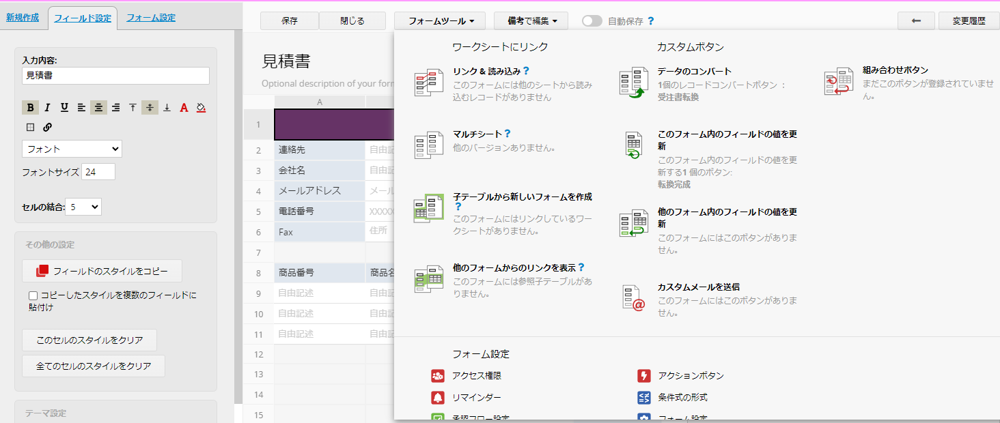 新規作成
フィールド設定
フォーム設定
入力内容:
見積書
B I U
フォント
フォントサイズ 24
セルの結合: 5
その他の設定
フィールドのスタイルをコピー
コピーしたスタイルを複数のフィールドに
貼付け
このセルのスタイルをクリア
全てのセルのスタイルをクリア
テーマ設定
保存
閉じる
フォームツール
備考で編集
自動保存 ?
変更履歴
見積書
Optional description of your form
A
1
2 連絡先 自由記
3 会社名 自由記
4 メールアドレス メール
5 電話番号 XXXXX
6 Fax 住所
7
8 商品番号 商品名
9 自由記述 自由記
10 自由記述 自由記
11 自由記述 自由記
12
13
14
15
ワークシートにリンク
リンク & 読み込み ?
このフォームには他のシートから読み
込むレコードがありません
マルチシート ?
他のバージョンありません。
子テーブルから新しいフォームを作成
?
このフォームにはリンクしているワー
クシートがありません。
他のフォームからのリンクを表示 ?
このフォームには参照子テーブルがあ
りません。
カスタムボタン
データのコンバート
1個のレコードコンバートボタン ：
受注書転換
このフォーム内のフィールドの値を更
新
このフォーム内のフィールドの値を更
新する1 個のボタン:
転換完成
他のフォーム内のフィールドの値を更
新
このフォームにはこのボタンがありま
せん。
カスタムメールを送信
このフォームにはこのボタンがありま
せん。
組み合わせボタン
まだこのボタンが登録されていませ
ん。
フォーム設定
アクセス権限
リマインダー
承認フロー設定
アクションボタン
条件式の形式
フォーム設定